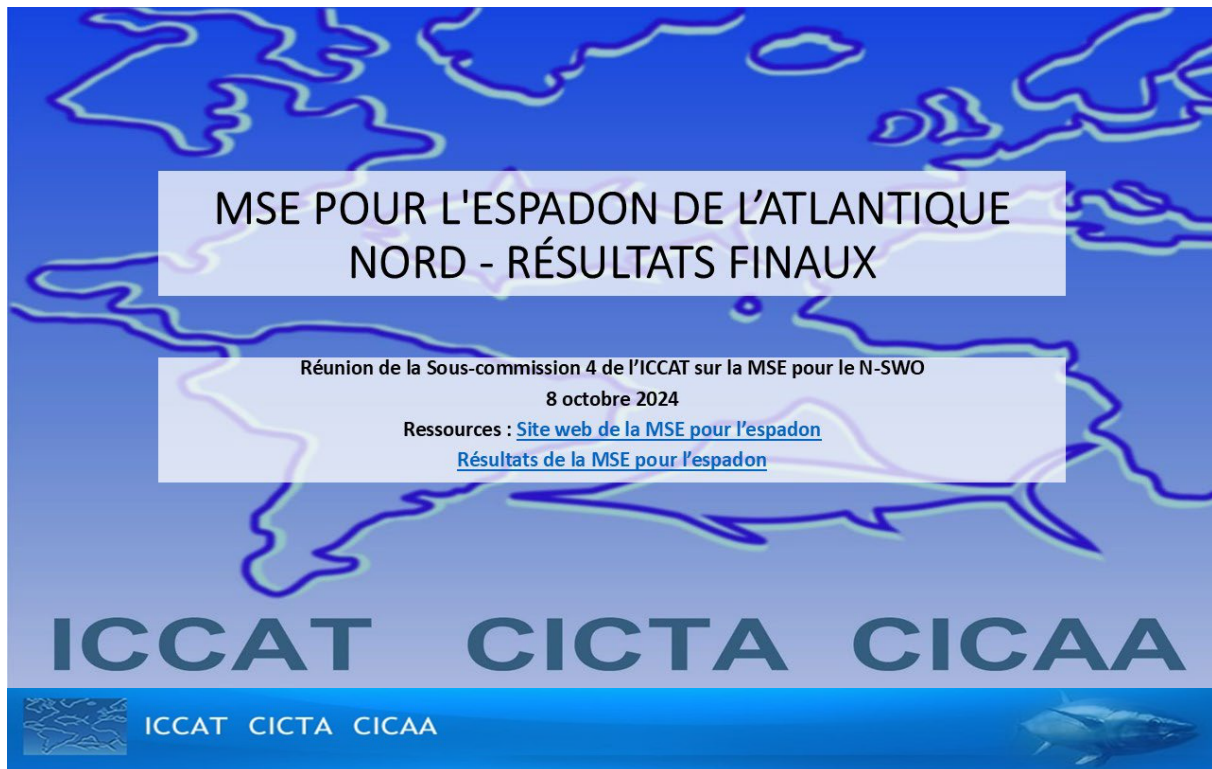 MSE POUR L'ESPADON DE L’ATLANTIQUE
NORD - RÉSULTATS FINAUX
Réunion de la Sous-commission 4 de l’ICCAT sur la MSE pour le N-SWO
8 octobre 2024
Ressources : Site web de la MSE pour l’espadon
Résultats de la MSE pour l’espadon
ICCAT CICTA CICAA
ICCAT CICTA CICAA